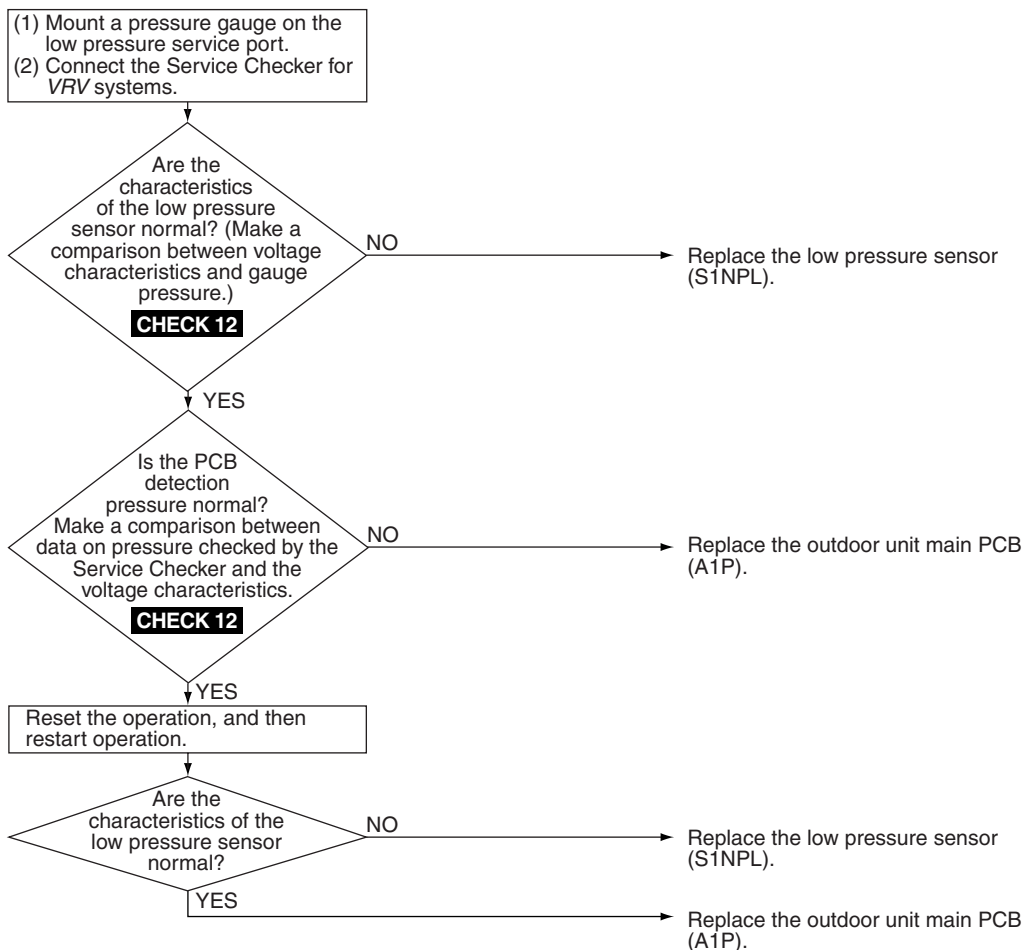 (1) Mount a pressure gauge on the
low pressure service port.
(2) Connect the Service Checker for
VRV systems.
Are the
characteristics
of the low pressure
sensor normal? (Make a
comparison between voltage
characteristics and gauge
pressure.)
CHECK 12
NO
Replace the low pressure sensor
(S1NPL).
YES
Is the PCB
detection
pressure normal?
Make a comparison between
data on pressure checked by the
Service Checker and the
voltage characteristics.
CHECK 12
NO
Replace the outdoor unit main PCB
(A1P).
YES
Reset the operation, and then
restart operation.
Are the
characteristics of the
low pressure sensor
normal?
NO
Replace the low pressure sensor
(S1NPL).
YES
Replace the outdoor unit main PCB
(A1P).